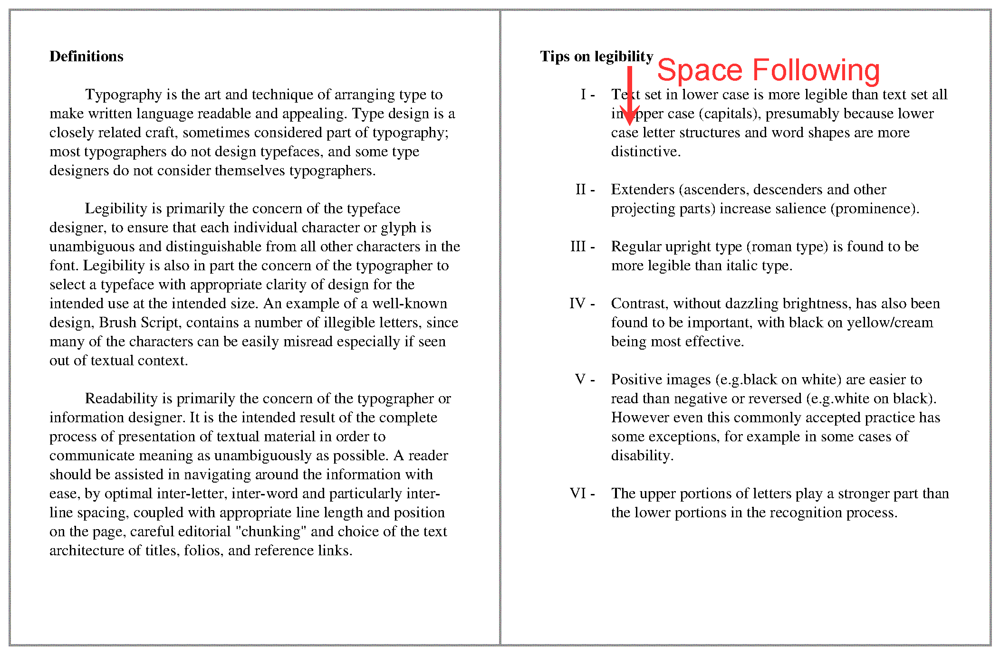 Definitions
Typography is the art and technique of arranging type to
make written language readable and appealing. Type design is a
closely related craft, sometimes considered part of typography;
most typographers do not design typefaces, and some type
designers do not consider themselves typographers.
Legibility is primarily the concern of the typeface
designer, to ensure that each individual character or glyph is
unambiguous and distinguishable from all other characters in the
font. Legibility is also in part the concern of the typographer to
select a typeface with appropriate clarity of design for the
intended use at the intended size. An example of a well-known
design, Brush Script, contains a number of illegible letters, since
many of the characters can be easily misread especially if seen
out of textual context.
Readability is primarily the concern of the typographer or
information designer. It is the intended result of the complete
process of presentation of textual material in order to
communicate meaning as unambiguously as possible. A reader
should be assisted in navigating around the information with
ease, by optimal inter-letter, inter-word and particularly inter-
line spacing, coupled with appropriate line length and position
on the page, careful editorial "chunking" and choice of the text
architecture of titles, folios, and reference links.
Tips on legibility
Space Following
I - Text set in lower case is more legible than text set all
in upper case (capitals), presumably because lower
case letter structures and word shapes are more
distinctive.
II - Extenders (ascenders, descenders and other
projecting parts) increase salience (prominence).
III - Regular upright type (roman type) is found to be
more legible than italic type.
IV - Contrast, without dazzling brightness, has also been
found to be important, with black on yellow/cream
being most effective.
V - Positive images (e.g.black on white) are easier to
read than negative or reversed (e.g.white on black).
However even this commonly accepted practice has
some exceptions, for example in some cases of
disability.
VI - The upper portions of letters play a stronger part than
the lower portions in the recognition process.